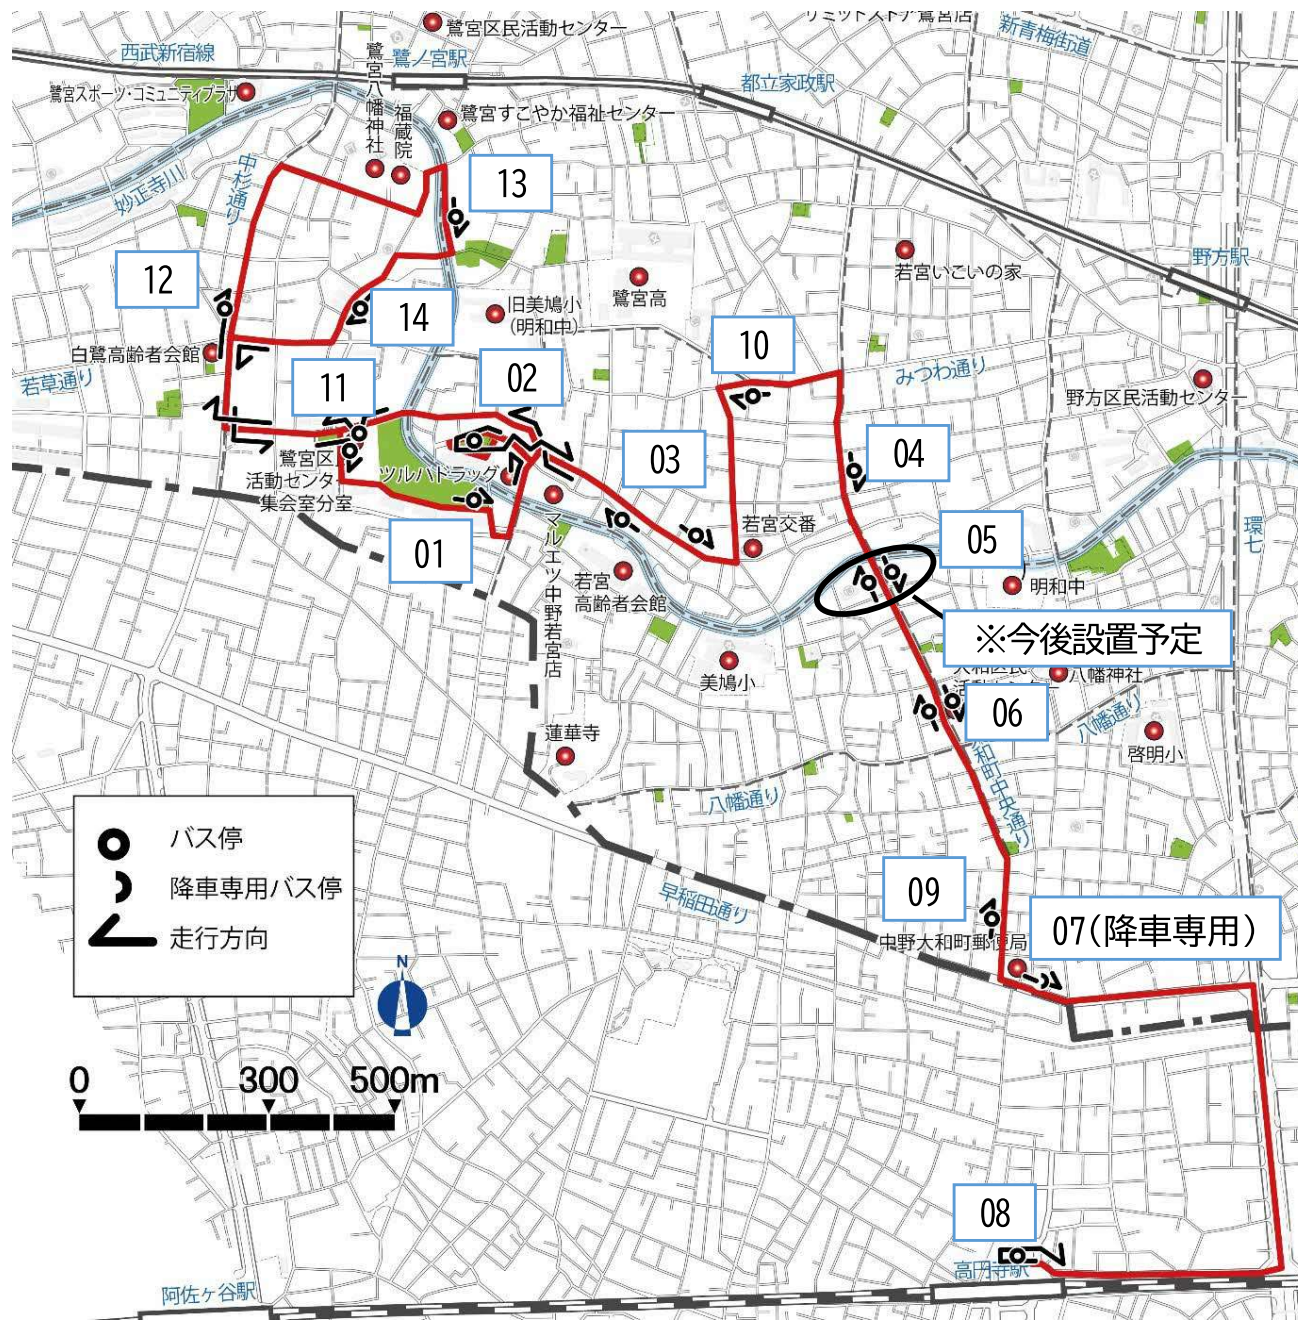 鷺宮区民活動センター
サミットストア鷺宮店
新青梅街道
西武新宿線
鷺ノ宮駅
都立家政駅
鷺宮スポーツ・コミュニティプラザ
鷺宮八幡神社
福蔵院
鷺宮すこやか福祉センター
中杉通り
妙正寺川
13
12
14
旧美鳩小
(明和中)
鷺宮高
若宮いこいの家
野方駅
白鷺高齢者会館
若草通り
11
02
10
みつわ通り
野方区民活動センター
鷺宮区
活動センター
集会室分室
ツルハドラッグ
03
04
01
マルエツ中野若宮店
若宮交番
05
環七
若宮
高齢者会館
明和中
※今後設置予定
美鳩小
八幡神社
06
八幡通り
蓮華寺
啓明小
八幡通り
和町中央通り
バス停
降車専用バス停
走行方向
早稲田通り
09
中野大和町郵便局
07(降車専用)
N
0
300
500m
08
高円寺駅
阿佐ヶ谷駅